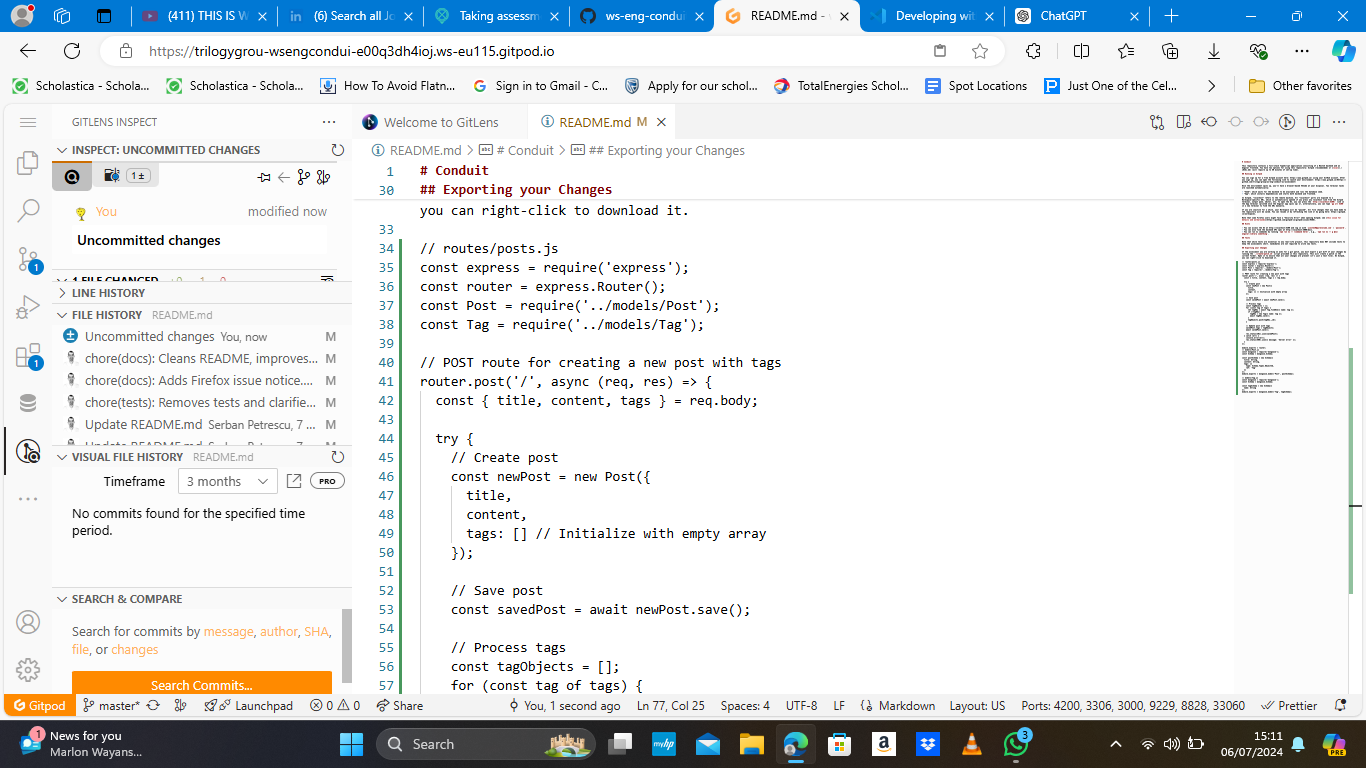 (411) THIS IS W
(6) Search all Jo
Taking assessm
ws-eng-condui
README.md - w
Developing wit
ChatGPT
https://trilogygrou-wsengcondui-e00q3dh4ioj.ws-eu115.gitpod.io
Scholastica - Schola...
Scholastica - Schola...
How To Avoid Flatn...
Sign in to Gmail - C...
Apply for our schol...
TotalEnergies Schol...
Spot Locations
Just One of the Cel...
Other favorites
GITLENS INSPECT
Welcome to GitLens
README.md M
INSPECT: UNCOMMITTED CHANGES
README.md > # Conduit > ## Exporting your Changes
1 ±
You
modified now
Uncommitted changes
1 FILE CHANGED
LINE HISTORY
FILE HISTORY README.md
Uncommitted changes You, now M
chore(docs): Cleans README, improves... M
chore(docs): Adds Firefox issue notice.... M
chore(tests): Removes tests and clarifie... M
Update README.md Serban Petrescu, 7 ... M
VISUAL FILE HISTORY README.md
Timeframe
3 months
PRO
No commits found for the specified time
period.
SEARCH & COMPARE
Search for commits by message, author, SHA,
file, or changes
Search Commits...
1 # Conduit
30 ## Exporting your Changes
you can right-click to download it.
33
34 // routes/posts.js
35 const express = require('express');
36 const router = express.Router();
37 const Post = require('../models/Post');
38 const Tag = require('../models/Tag');
39
40 // POST route for creating a new post with tags
41 router.post('/', async (req, res) => {
42 const { title, content, tags } = req.body;
43
44 try {
45 // Create post
46 const newPost = new Post({
47 title,
48 content,
49 tags: [] // Initialize with empty array
50 });
51
52 // Save post
53 const savedPost = await newPost.save();
54
55 // Process tags
56 const tagObjects = [];
57 for (const tag of tags) {
Gitpod
master*
Launchpad
0 0
Share
You, 1 second ago
Ln 77, Col 25
Spaces: 4
UTF-8
LF
Markdown
Layout: US
Ports: 4200, 3306, 3000, 9229, 8828, 33060
Prettier
1
News for you
Marlon Wayans...
Search
3
15:11
06/07/2024